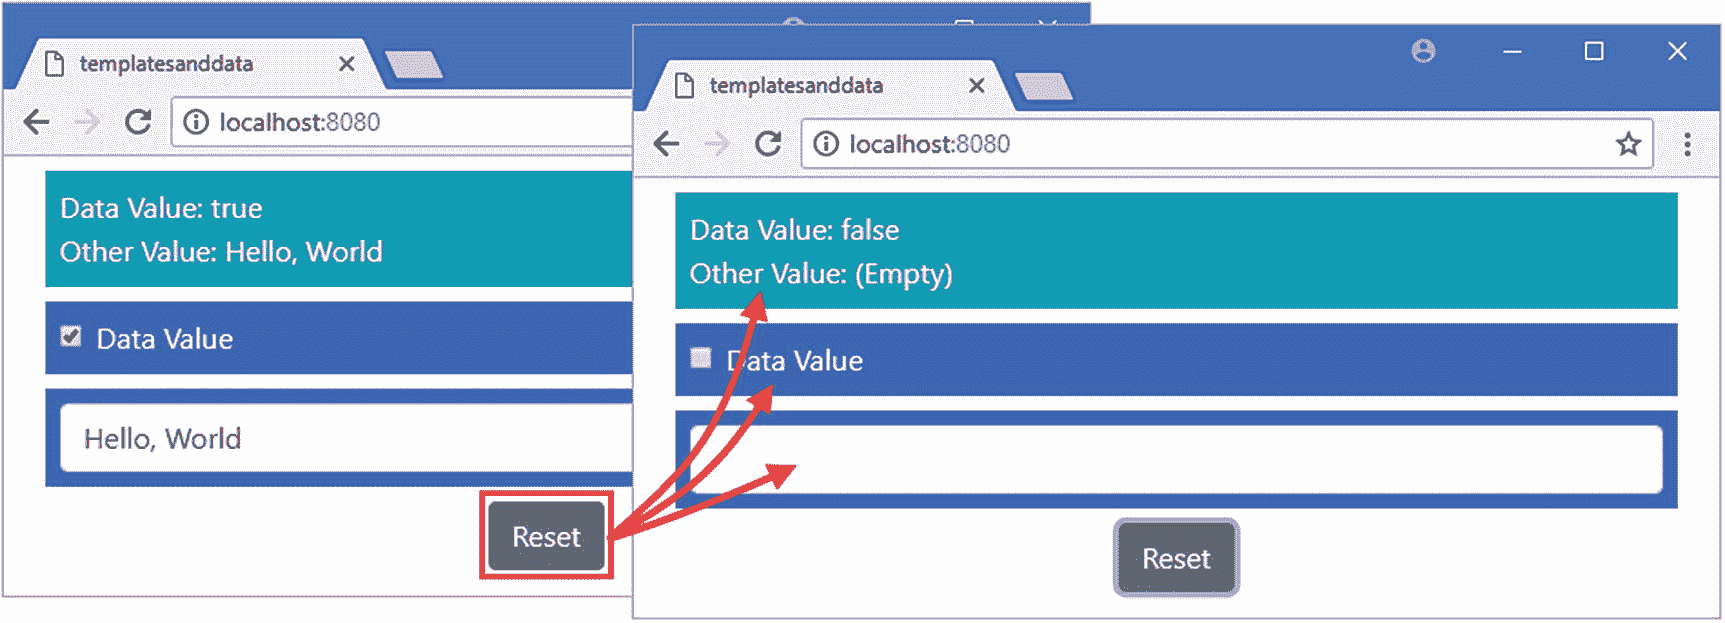 templatesanddata
localhost:8080
Data Value: true
Other Value: Hello, World
Data Value
Hello, World
Reset
templatesanddata
localhost:8080
Data Value: false
Other Value: (Empty)
Data Value
Reset